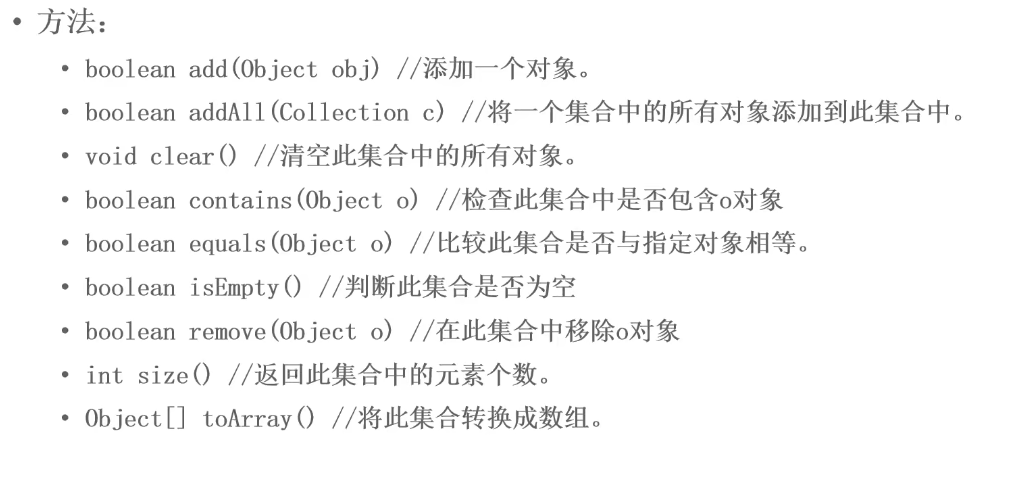 • 方法：
• boolean add(Object obj) //添加一个对象。
• boolean addAll(Collection c) //将一个集合中的所有对象添加到此集合中。
• void clear() //清空此集合中的所有对象。
• boolean contains(Object o) //检查此集合中是否包含o对象
• boolean equals(Object o) //比较此集合是否与指定对象相等。
• boolean isEmpty() //判断此集合是否为空
• boolean remove(Object o) //在此集合中移除o对象
• int size() //返回此集合中的元素个数。
• Object[] toArray() //将此集合转换成数组。